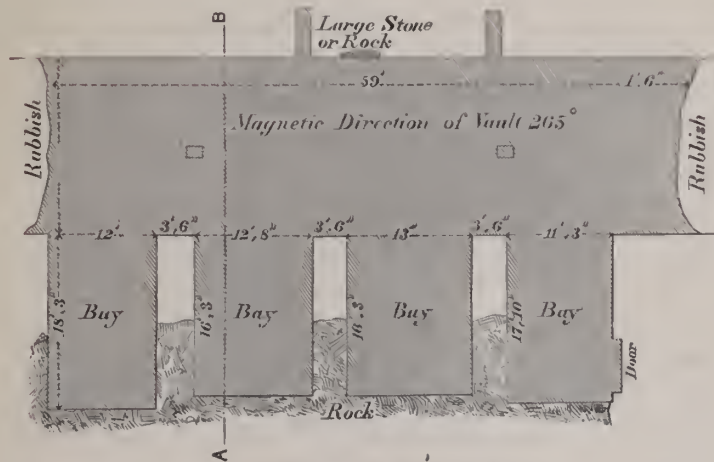 B
Large Stone
or Rock
59'
1'.6"
Magnetic Direction of Vault 265°
Rubbish
Rubbish
12'
3',6"
12',8"
3',6"
13"
3',6"
11',3"
18',3"
Bay
16',3"
Bay
16',3"
Bay
17',10"
Bay
Door
Rock
A